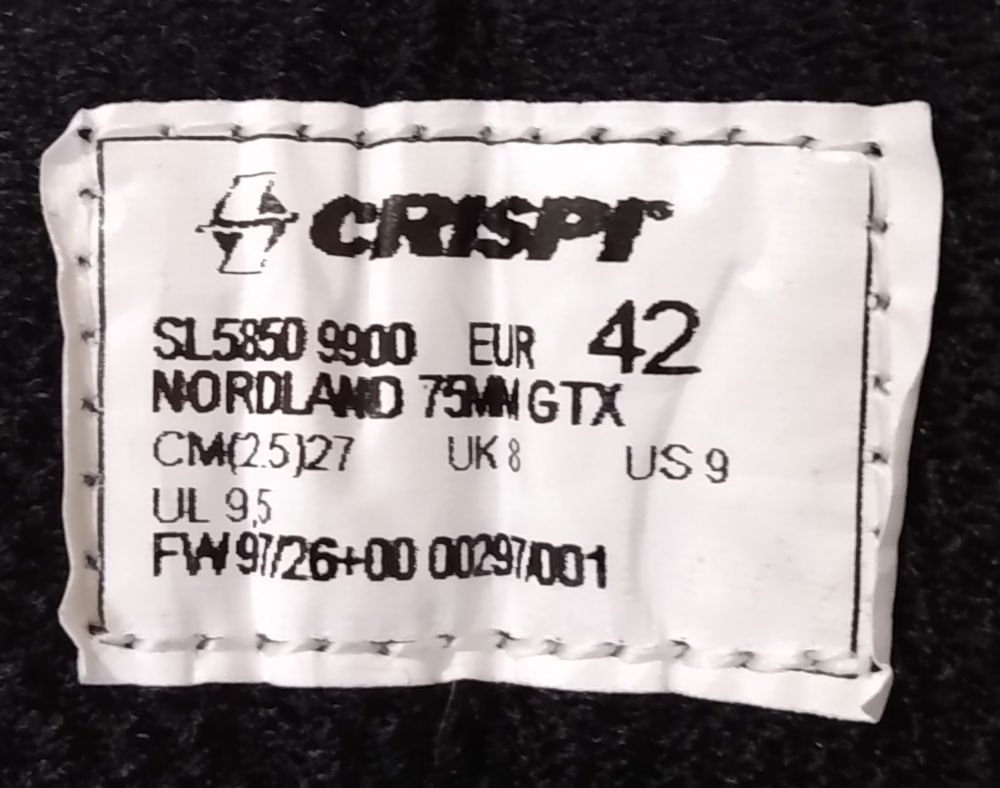 CRISPI®
SL5850 9900 EUR 42
NORDLAND 75MM GTX
CM(2.5)27 UK 8 US 9
UL 9,5
FW 97/26+00 00297/001